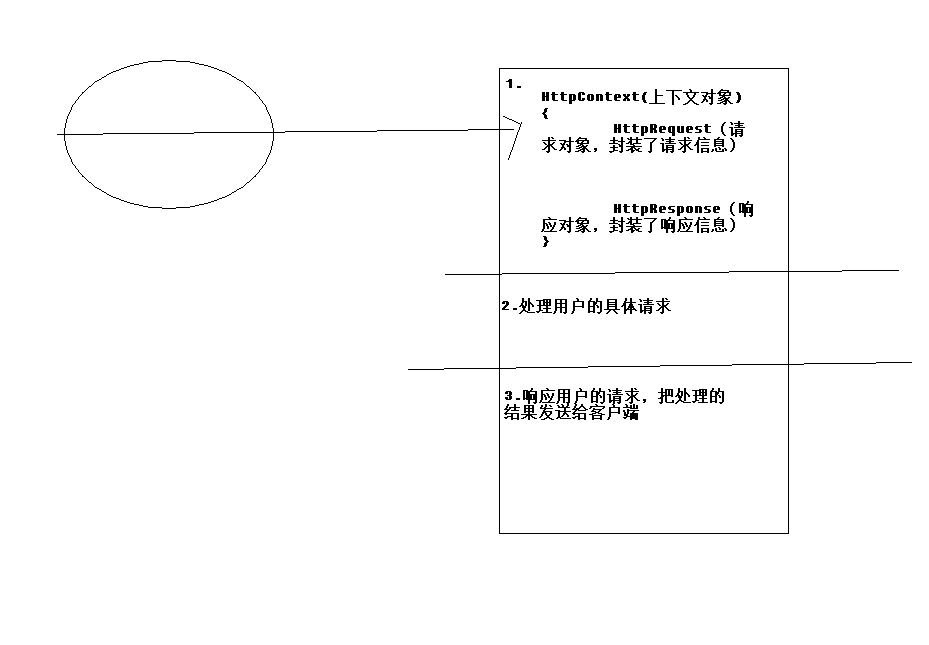 1.
HttpContext(上下文对象)
{
HttpRequest（请
求对象，封装了请求信息）
HttpResponse（响
应对象，封装了响应信息）
}
2.处理用户的具体请求
3.响应用户的请求，把处理的
结果发送给客户端